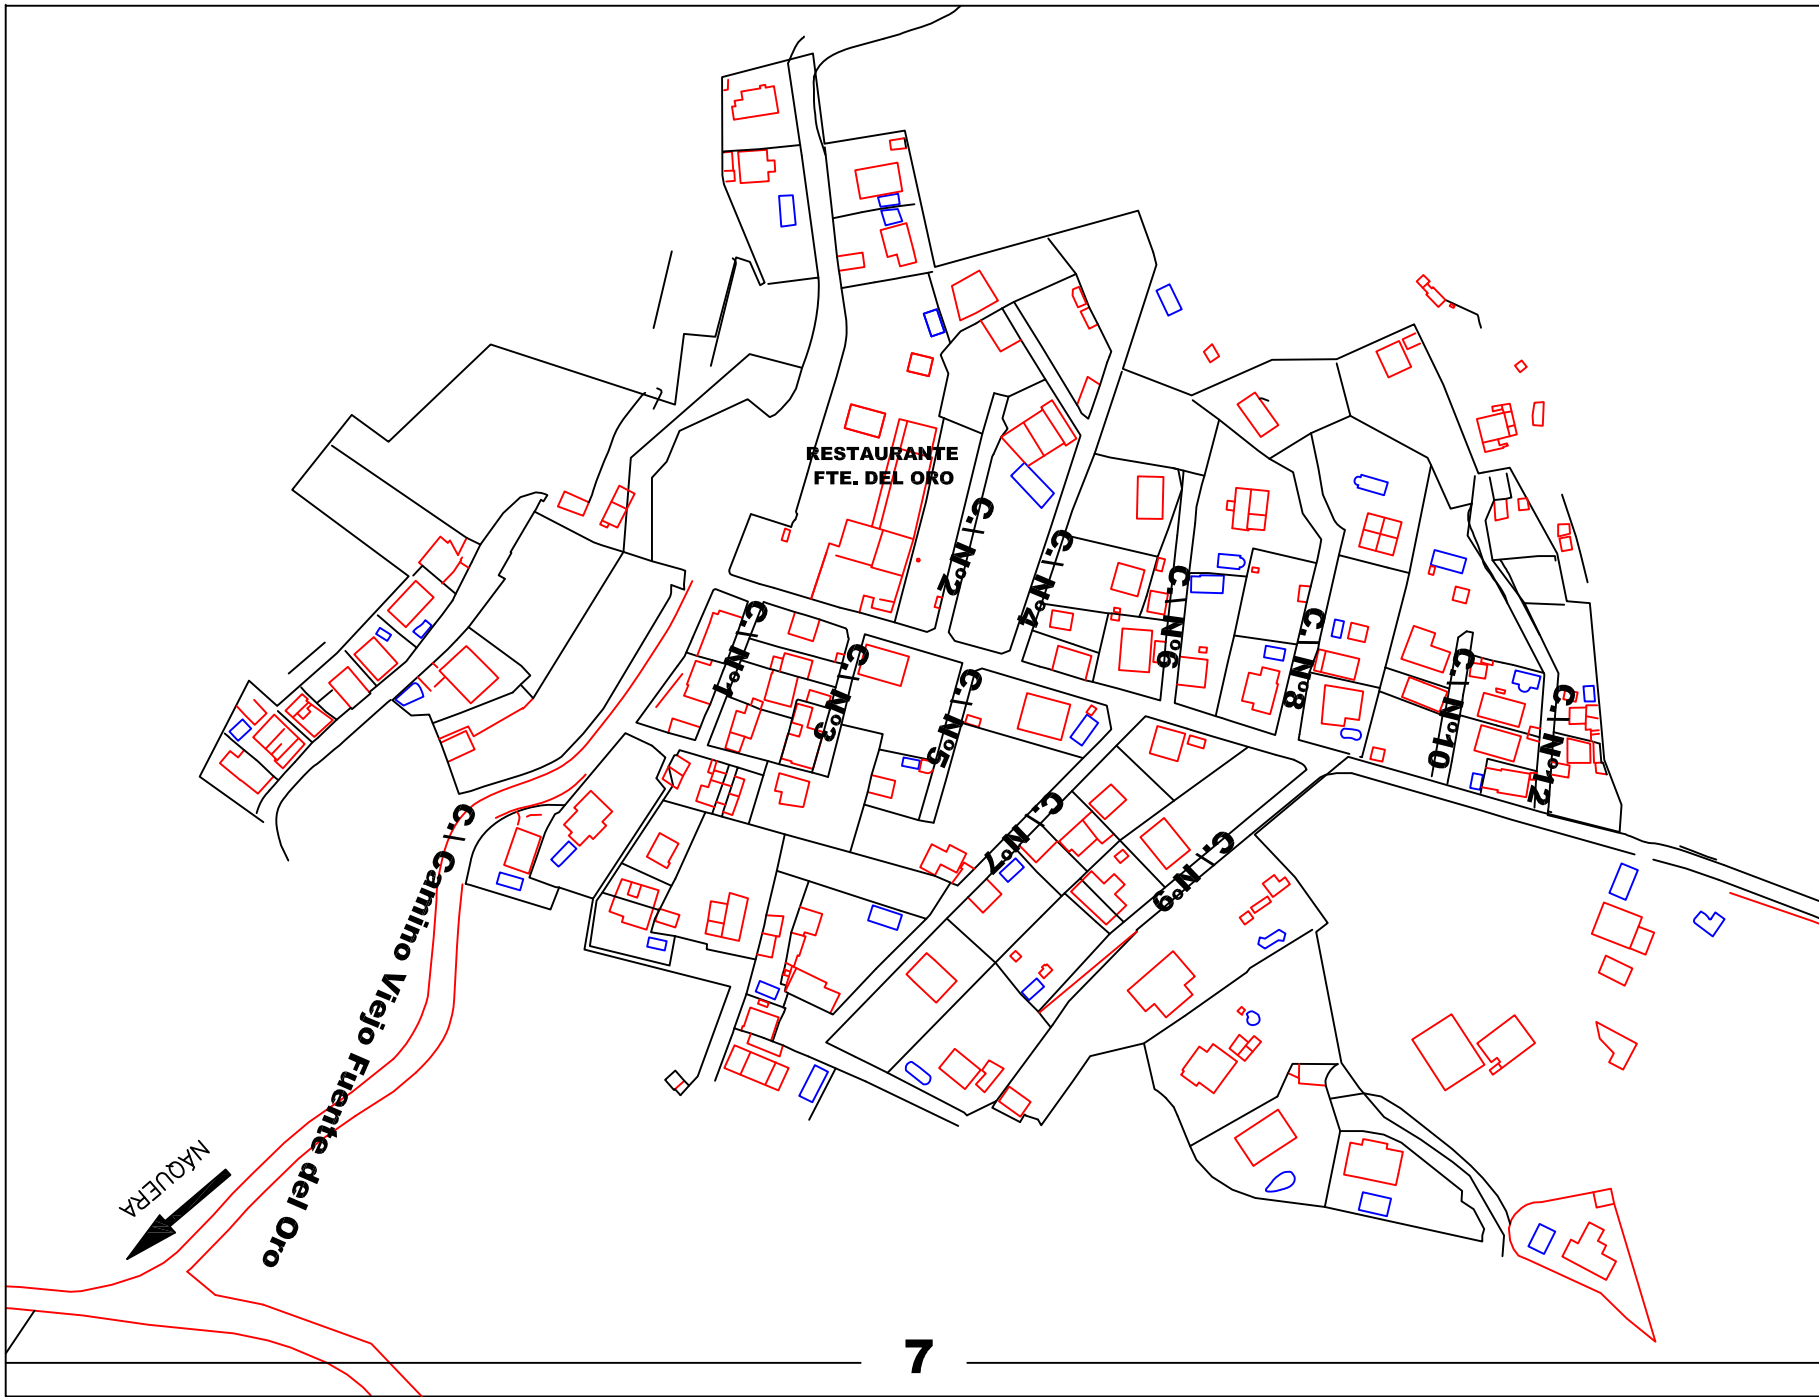 RESTAURANTE
FTE. DEL ORO
C.| Nº2
C.| Nº4
C.| Nº6
C.| Nº8
C.| Nº10
C.| Nº12
C.| Nº1
C.| Nº3
C.| Nº5
C.| Nº7
C.| Nº9
C.| Camino Viejo Fuente del Oro
NÁQUERA
7